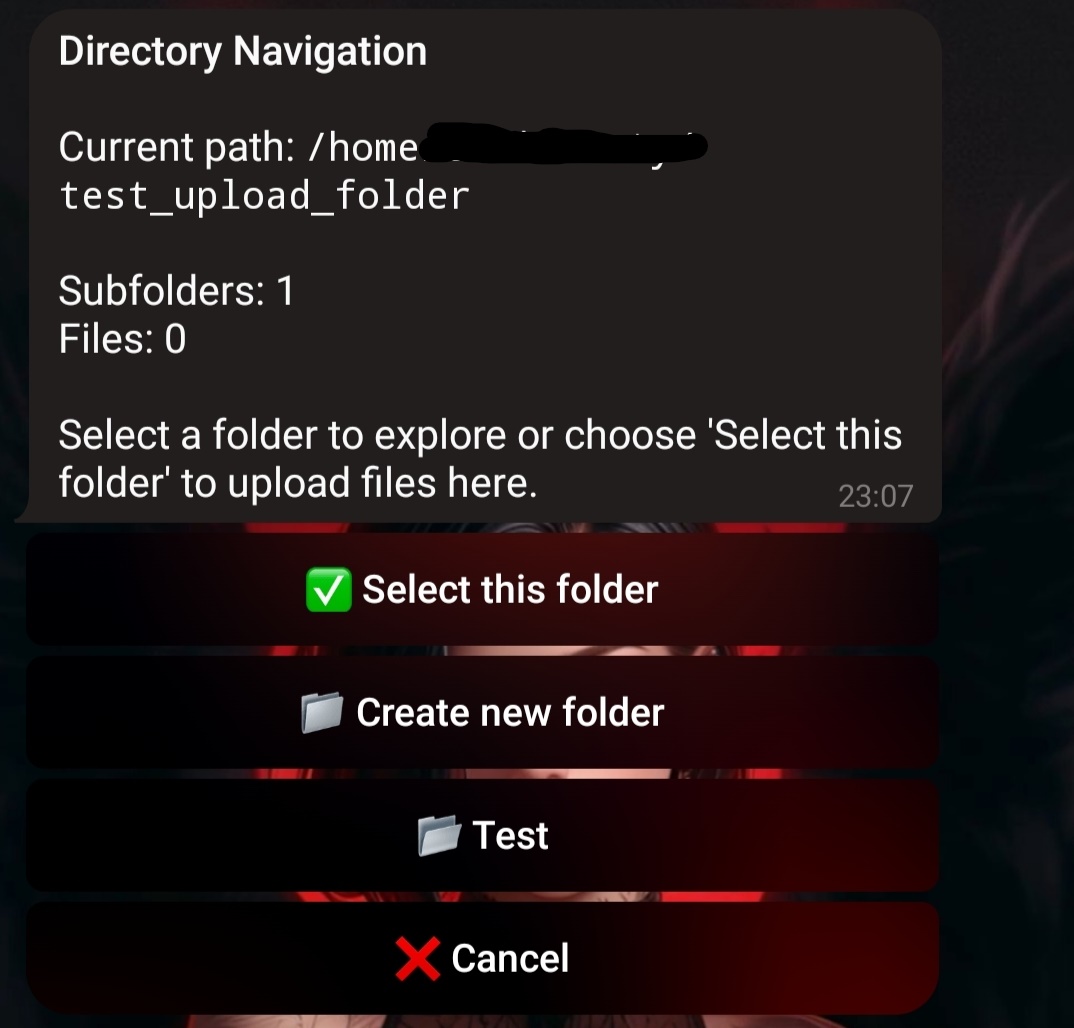 Directory Navigation
Current path: /home
test_upload_folder
Subfolders: 1
Files: 0
Select a folder to explore or choose 'Select this
folder' to upload files here.
23:07
Select this folder
Create new folder
Test
Cancel